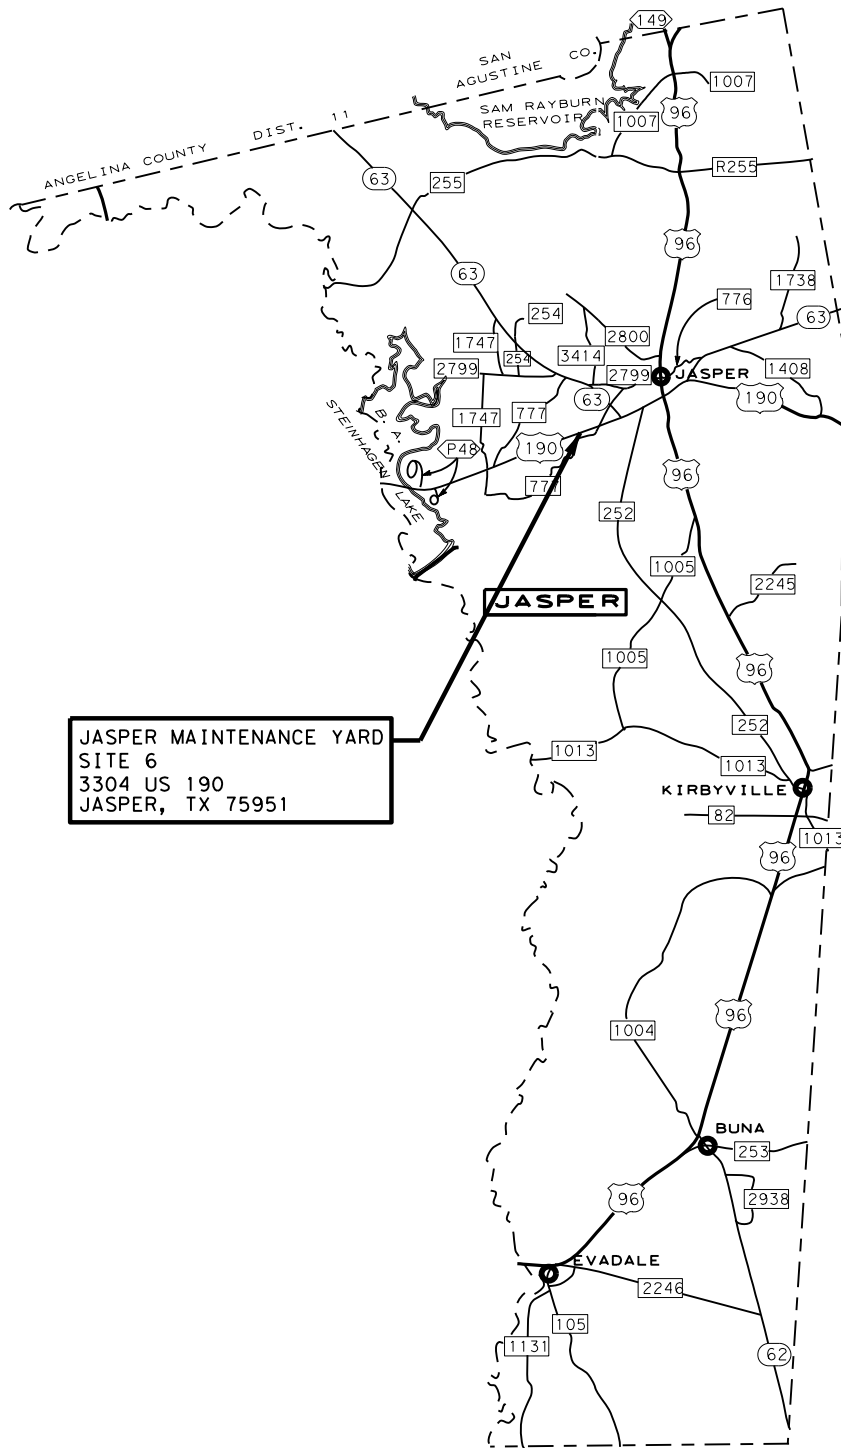 149
SAN
AGUSTINE CO.
1007
SAM RAYBURN
RESERVOIR
1007
96
DIST. 11
ANGELINA COUNTY
R255
63
255
96
63
1738
776
63
254
2800
1747
3414
254
2799
2799
JASPER
1408
63
190
1747
777
B. A.
STEINHAGEN
LAKE
P48
190
96
777
252
1005
2245
JASPER
1005
96
252
JASPER MAINTENANCE YARD
SITE 6
3304 US 190
JASPER, TX 75951
1013
1013
KIRBYVILLE
82
1013
96
96
1004
BUNA
253
96
2938
EVADALE
2246
105
1131
62